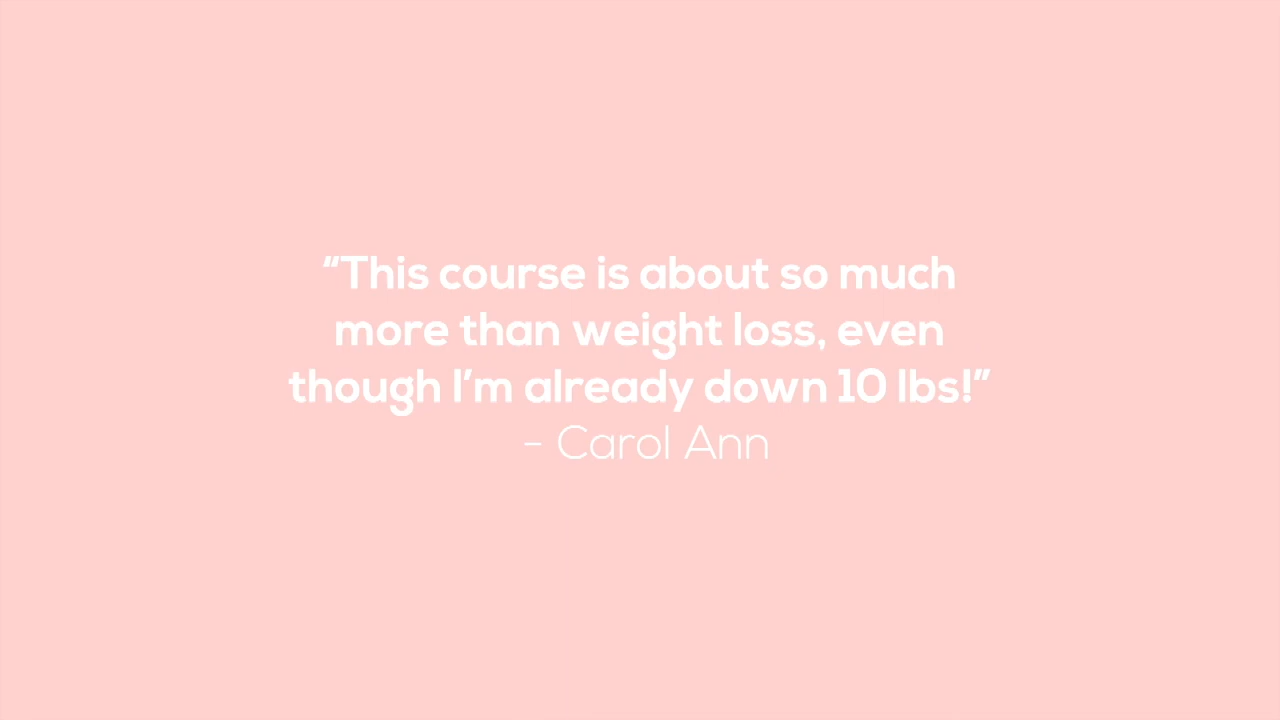 “This course is about so much
more than weight loss, even
though I’m already down 10 lbs!”
- Carol Ann